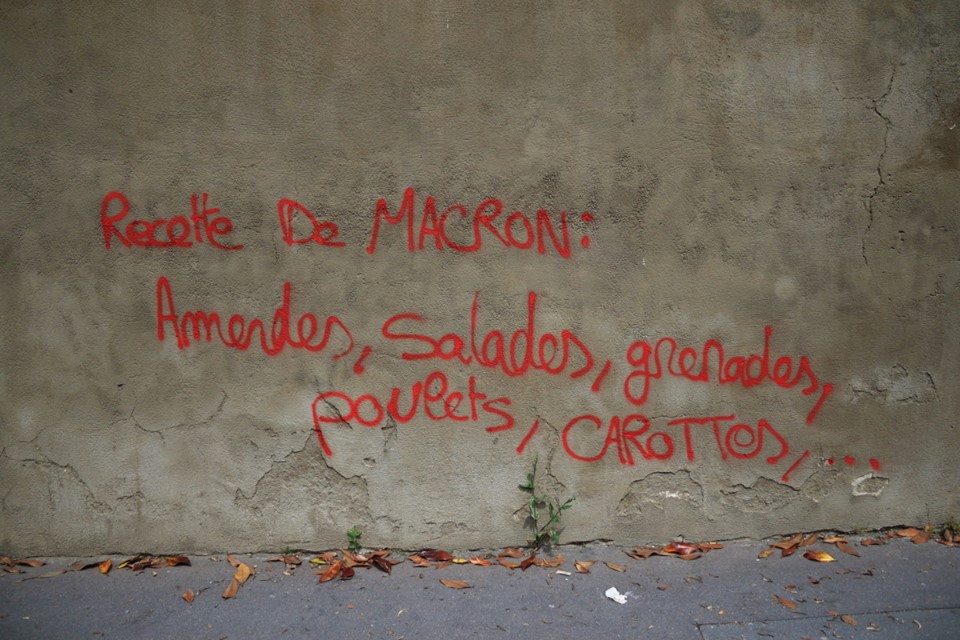 Recette De MACRON:
Amendes, Salades, grenades,
poulets, CAROTTES,...